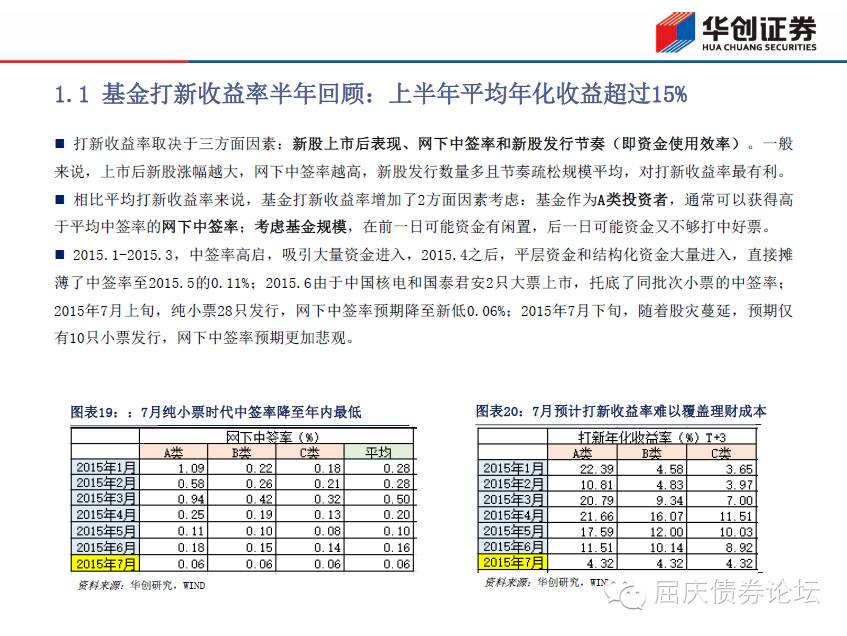 华创证券
HUA CHUANG SECURITIES
1.1 基金打新收益率半年回顾：上半年平均年化收益超过15%
■ 打新收益率取决于三方面因素：新股上市后表现、网下中签率和新股发行节奏（即资金使用效率）。一般
来说，上市后新股涨幅越大，网下中签率越高，新股发行数量多且节奏疏松规模平均，对打新收益率最有利。
■ 相比平均打新收益率来说，基金打新收益率增加了2方面因素考虑：基金作为A类投资者，通常可以获得高
于平均中签率的网下中签率；考虑基金规模，在前一日可能资金有闲置，后一日可能资金又不够打中好票。
■ 2015.1-2015.3，中签率高启，吸引大量资金进入，2015.4之后，平层资金和结构化资金大量进入，直接摊
薄了中签率至2015.5的0.11%；2015.6由于中国核电和国泰君安2只大票上市，托底了同批次小票的中签率；
2015年7月上旬，纯小票28只发行，网下中签率预期降至新低0.06%；2015年7月下旬，随着股灾蔓延，预期仅
有10只小票发行，网下中签率预期更加悲观。
图表19：：7月纯小票时代中签率降至年内最低
网下中签率（%）
A类 B类 C类 平均
2015年1月 1.09 0.22 0.18 0.28
2015年2月 0.58 0.26 0.21 0.28
2015年3月 0.94 0.42 0.32 0.50
2015年4月 0.25 0.19 0.13 0.20
2015年5月 0.11 0.10 0.08 0.10
2015年6月 0.18 0.15 0.14 0.16
2015年7月 0.06 0.06 0.06 0.06
资料来源：华创研究，WIND
图表20：7月预计打新收益率难以覆盖理财成本
打新年化收益率（%）T+3
A类 B类 C类
2015年1月 22.39 4.58 3.65
2015年2月 10.81 4.83 3.97
2015年3月 20.79 9.34 7.00
2015年4月 21.66 16.07 11.51
2015年5月 17.59 12.00 10.03
2015年6月 11.51 10.14 8.92
2015年7月 4.32 4.32 4.32
资料来源：华创研究，
屈庆债券论坛